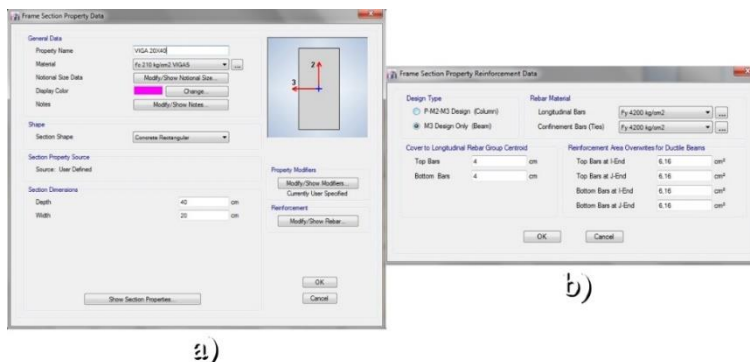 Frame Section Property Data
General Data
Property Name VIGA 20X40
Material Fc 210 kg/cm2 VIGAS ...
Notional Size Data Modify/Show Notional Size...
Display Color Change...
Notes Modify/Show Notes...
Shape
Section Shape Concrete Rectangular
Section Property Source
Source: User Defined
Section Dimensions
Depth 40 cm
Width 20 cm
Show Section Properties...
2
3
Property Modifiers
Modify/Show Modifiers...
Currently User Specified
Reinforcement
Modify/Show Rebar...
OK
Cancel
a)
Frame Section Property Reinforcement Data
Design Type
P-M2-M3 Design (Column)
M3 Design Only (Beam)
Rebar Material
Longitudinal Bars Fy 4200 kg/cm2 ...
Confinement Bars (Ties) Fy 4200 kg/cm2 ...
Cover to Longitudinal Rebar Group Centroid
Top Bars 4 cm
Bottom Bars 4 cm
Reinforcement Area Overwrites for Ductile Beams
Top Bars at I-End 6.16 cm²
Top Bars at J-End 6.16 cm²
Bottom Bars at I-End 6.16 cm²
Bottom Bars at J-End 6.16 cm²
OK Cancel
b)